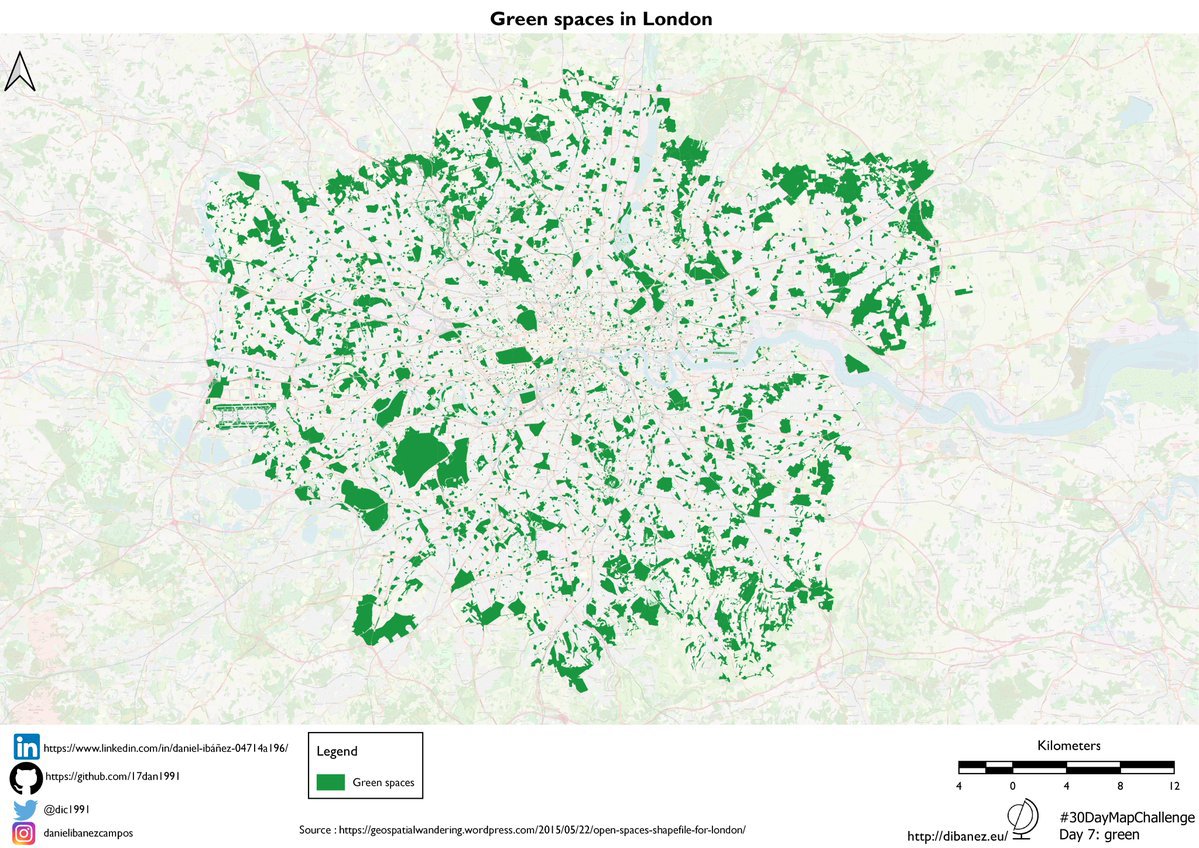 Green spaces in London
https://www.linkedin.com/in/daniel-ibáñez-04714a196/
https://github.com/17dan1991
@dic1991
danielibanezcampos
Legend
Green spaces
Source : https://geospatialwandering.wordpress.com/2015/05/22/open-spaces-shapefile-for-london/
Kilometers
4 0 4 8 12
http://dibanez.eu/
#30DayMapChallenge
Day 7: green